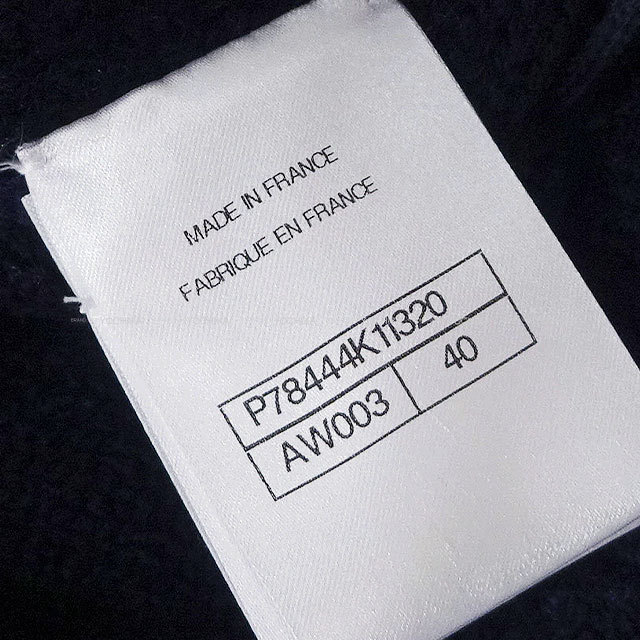 MADE IN FRANCE
FABRIQUE EN FRANCE
P78444K11320
AW003 40